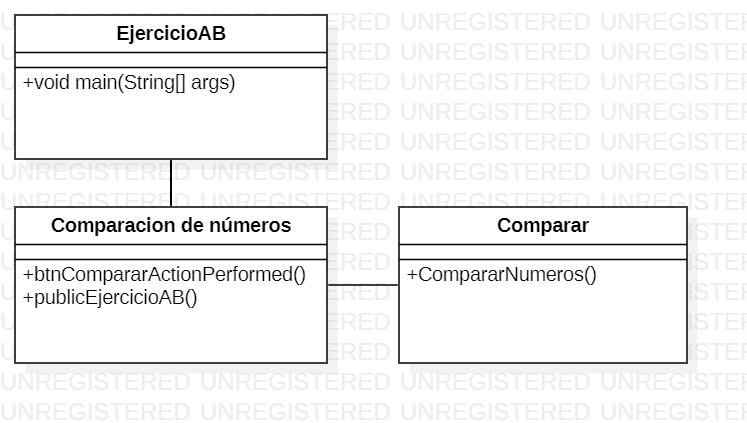 EjercicioAB
+void main(String[] args)
Comparacion de números
+btnCompararActionPerformed()
+publicEjercicioAB()
Comparar
+CompararNumeros()
UNREGISTERED UNREGISTERED UNREGISTERED UNREGISTERED